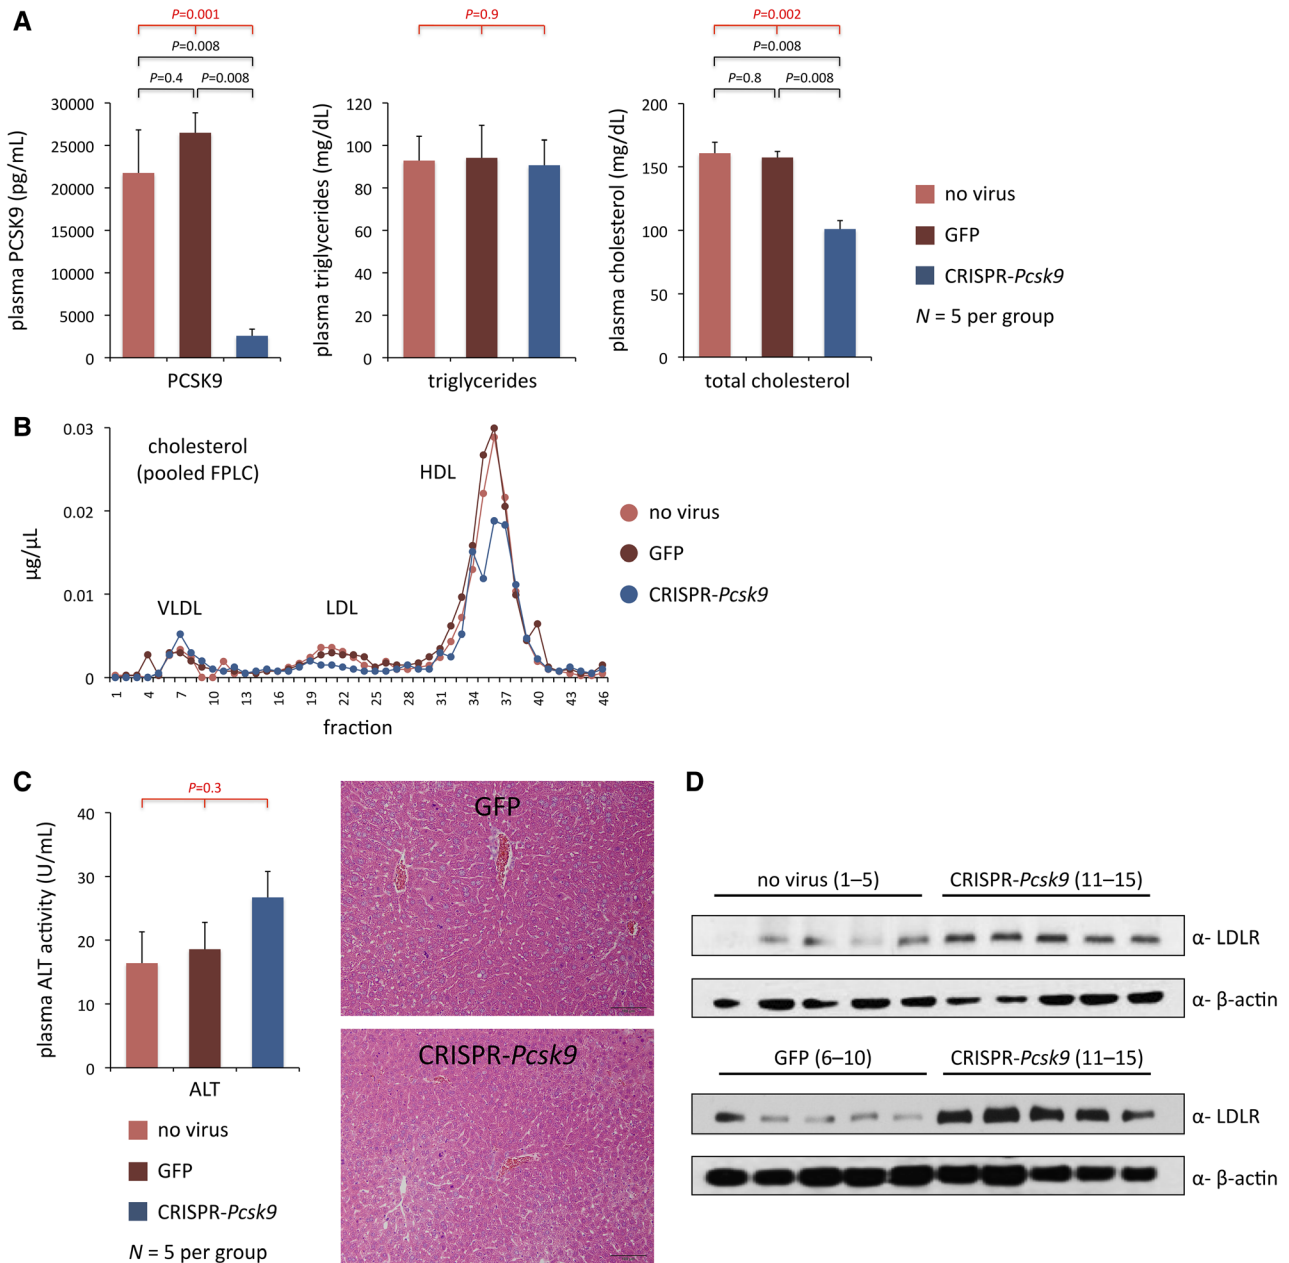 A
P=0.001
P=0.008
P=0.4 P=0.008
plasma PCSK9 (pg/mL)
30000
25000
20000
15000
10000
5000
0
PCSK9
P=0.9
plasma triglycerides (mg/dL)
120
100
80
60
40
20
0
triglycerides
P=0.002
P=0.008
P=0.8 P=0.008
plasma cholesterol (mg/dL)
200
150
100
50
0
total cholesterol
no virus
GFP
CRISPR-Pcsk9
N = 5 per group
B
cholesterol
(pooled FPLC)
µg/µL
0.03
0.02
0.01
0
VLDL
LDL
HDL
1 4 7 10 13 16 19 22 25 28 31 34 37 40 43 46
fraction
no virus
GFP
CRISPR-Pcsk9
C
P=0.3
plasma ALT activity (U/mL)
40
30
20
10
0
ALT
no virus
GFP
CRISPR-Pcsk9
N = 5 per group
GFP
CRISPR-Pcsk9
D
no virus (1–5) CRISPR-Pcsk9 (11–15)
α- LDLR
α- β-actin
GFP (6–10) CRISPR-Pcsk9 (11–15)
α- LDLR
α- β-actin